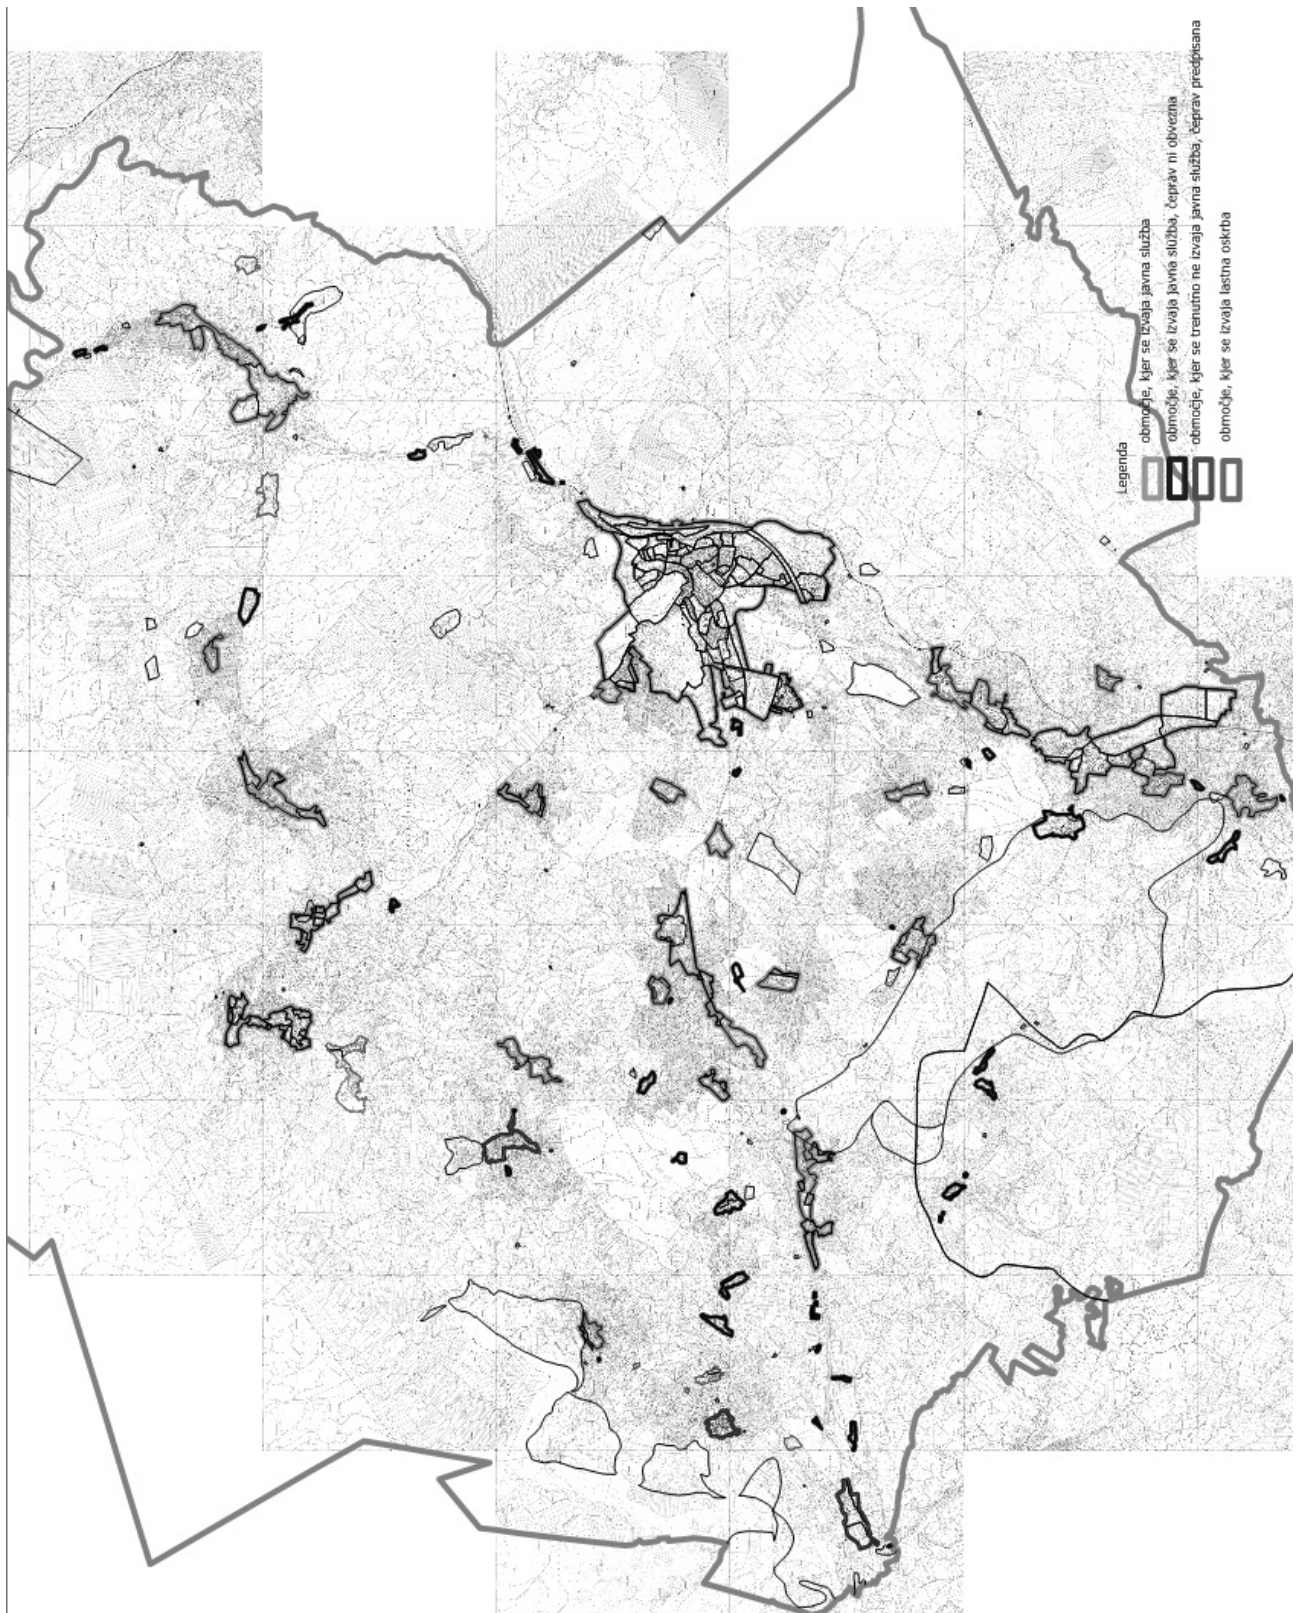 Legenda
območje, kjer se izvaja javna služba
območje, kjer se izvaja javna služba, čeprav ni obvezna
območje, kjer se trenutno ne izvaja javna služba, čeprav predpisana
območje, kjer se izvaja lastna oskrba